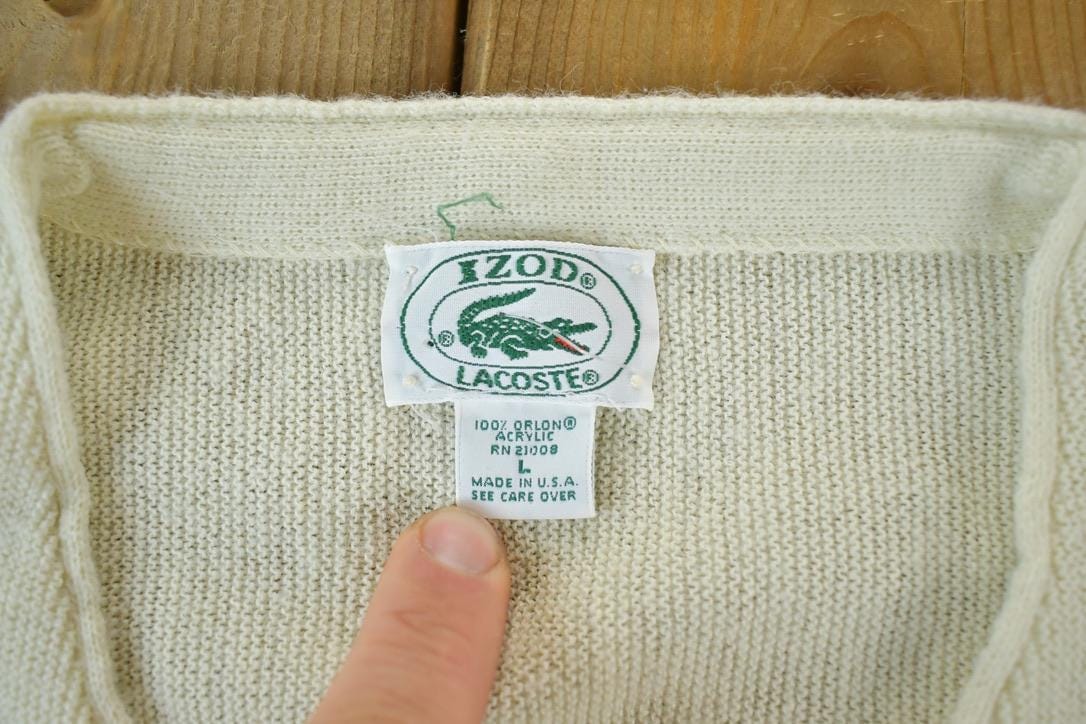 IZOD®
®
LACOSTE®
100% ORLON®
ACRYLIC
RN 21008
L
MADE IN U.S.A.
SEE CARE OVER